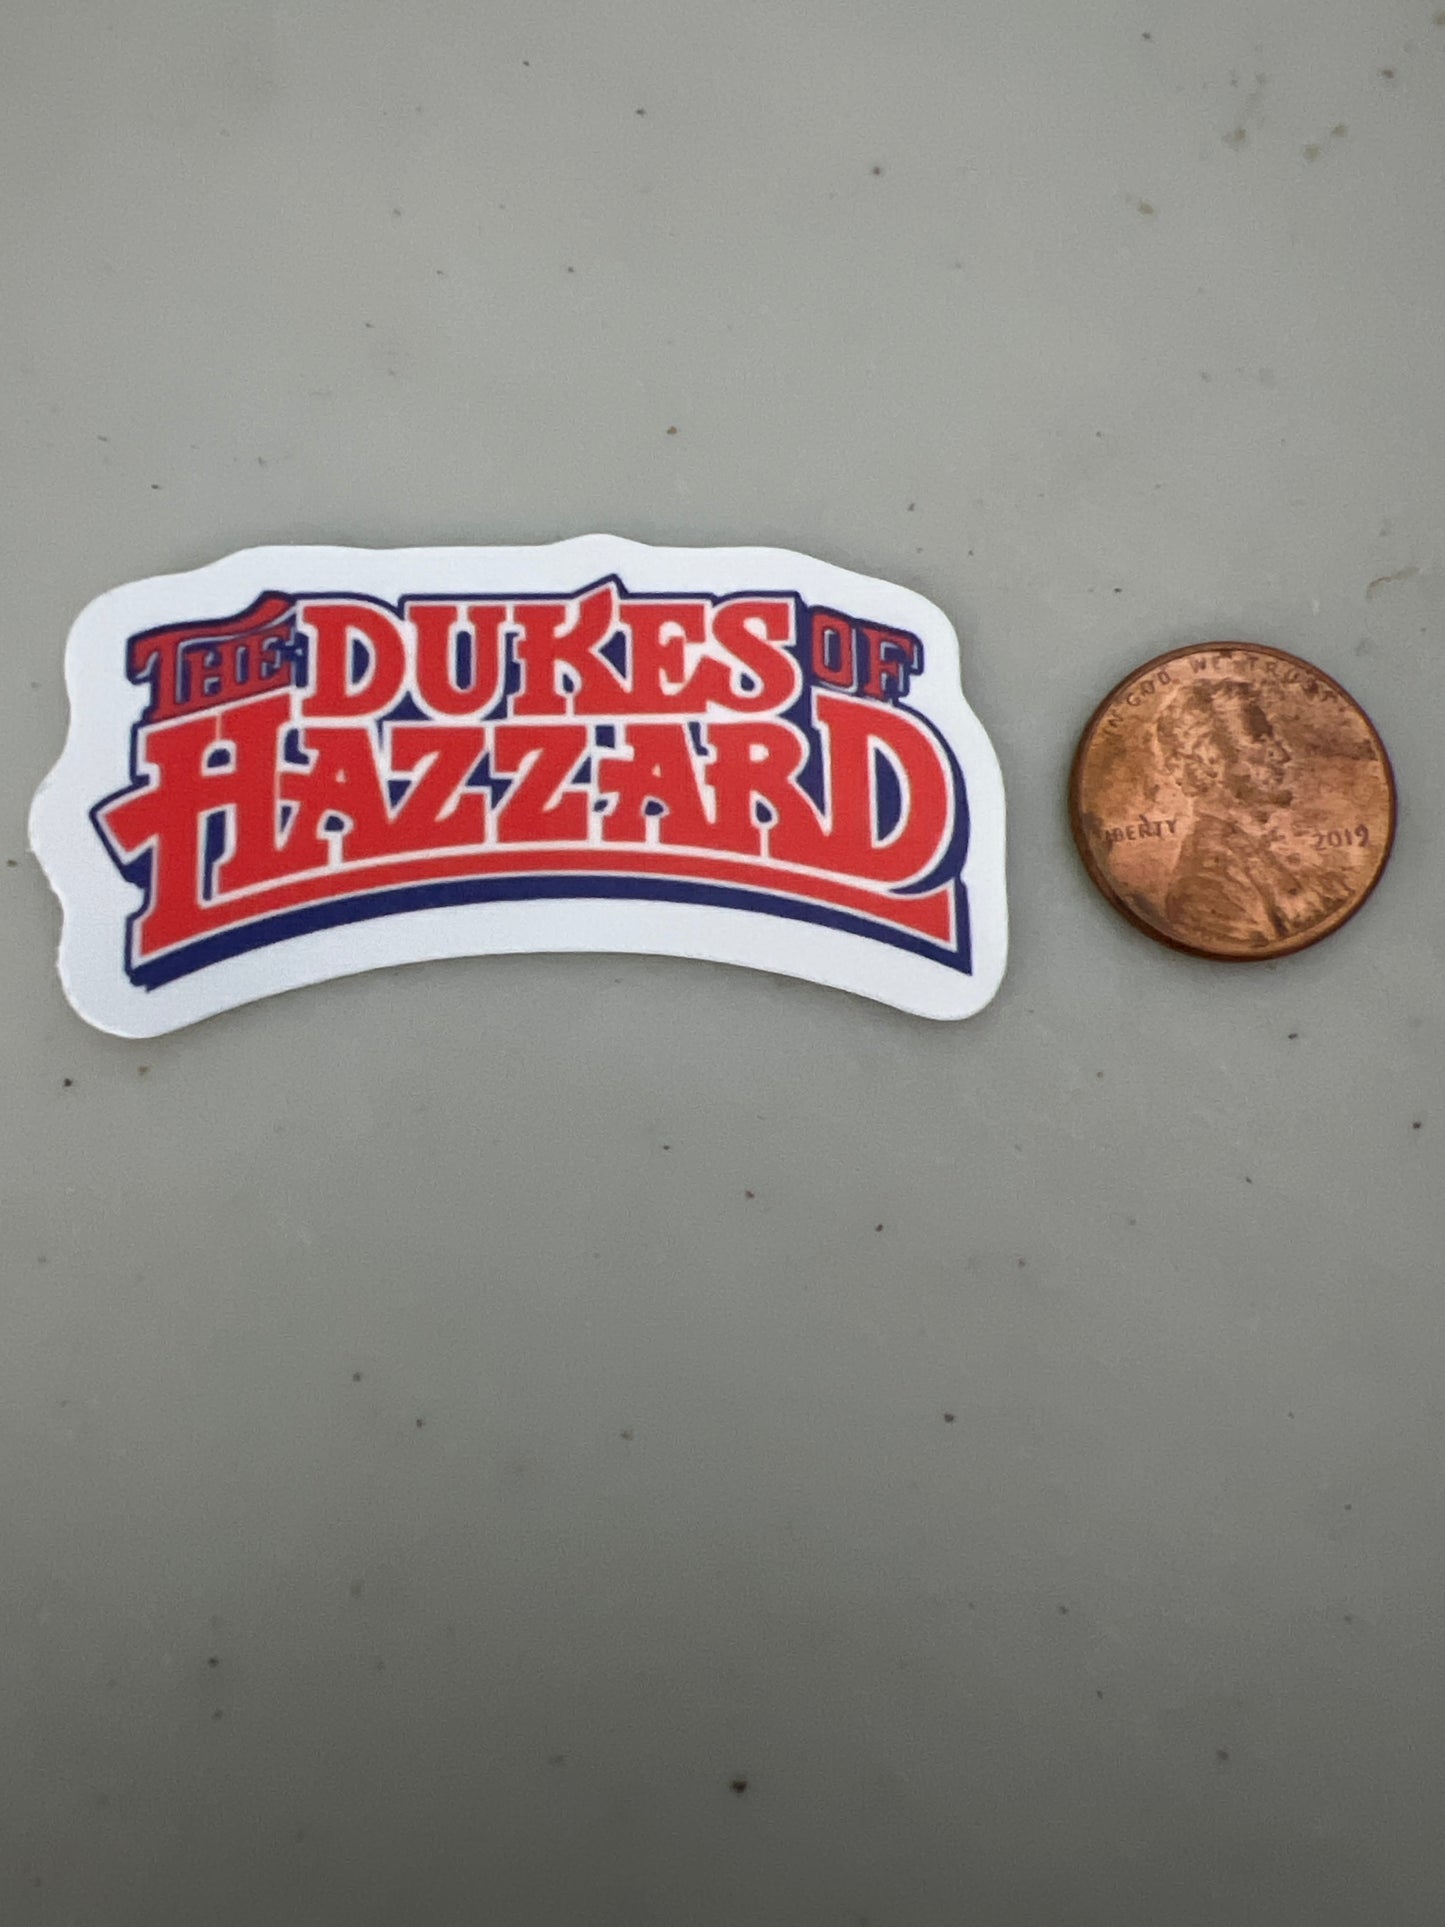 THE DUKES OF
HAZZARD
IN GOD WE TRUST
LIBERTY
2019